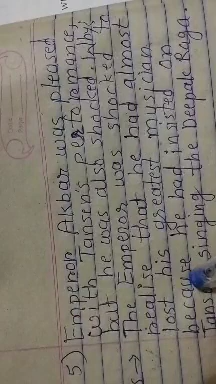 5) Emperor Akbar was pleased
with Tansen's performance,
but he was also shocked. Why?
s→ The Emperor was shocked to
realise that he had almost
lost his greatest musician
because he had insisted on
Tans singing the Deepak Raga.